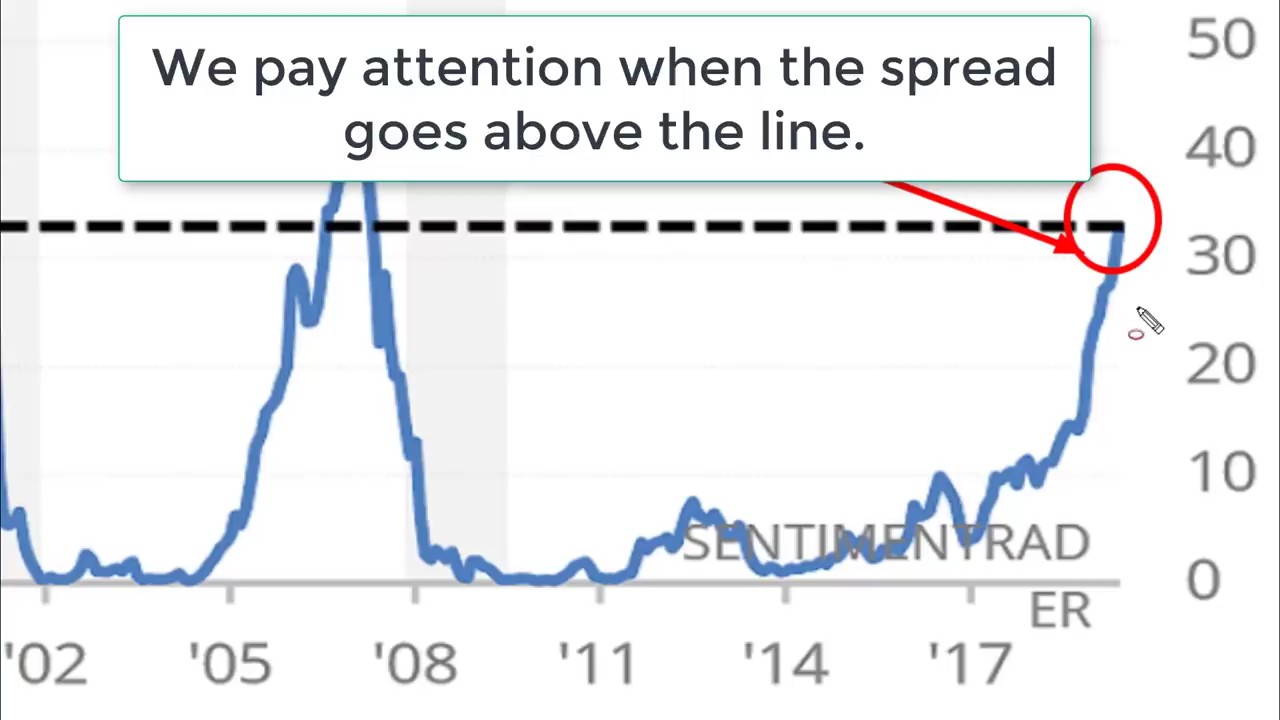 We pay attention when the spread
goes above the line.
50
40
30
20
10
SENTIMENTRAD
0
ER
'02 '05 '08 '11 '14 '17